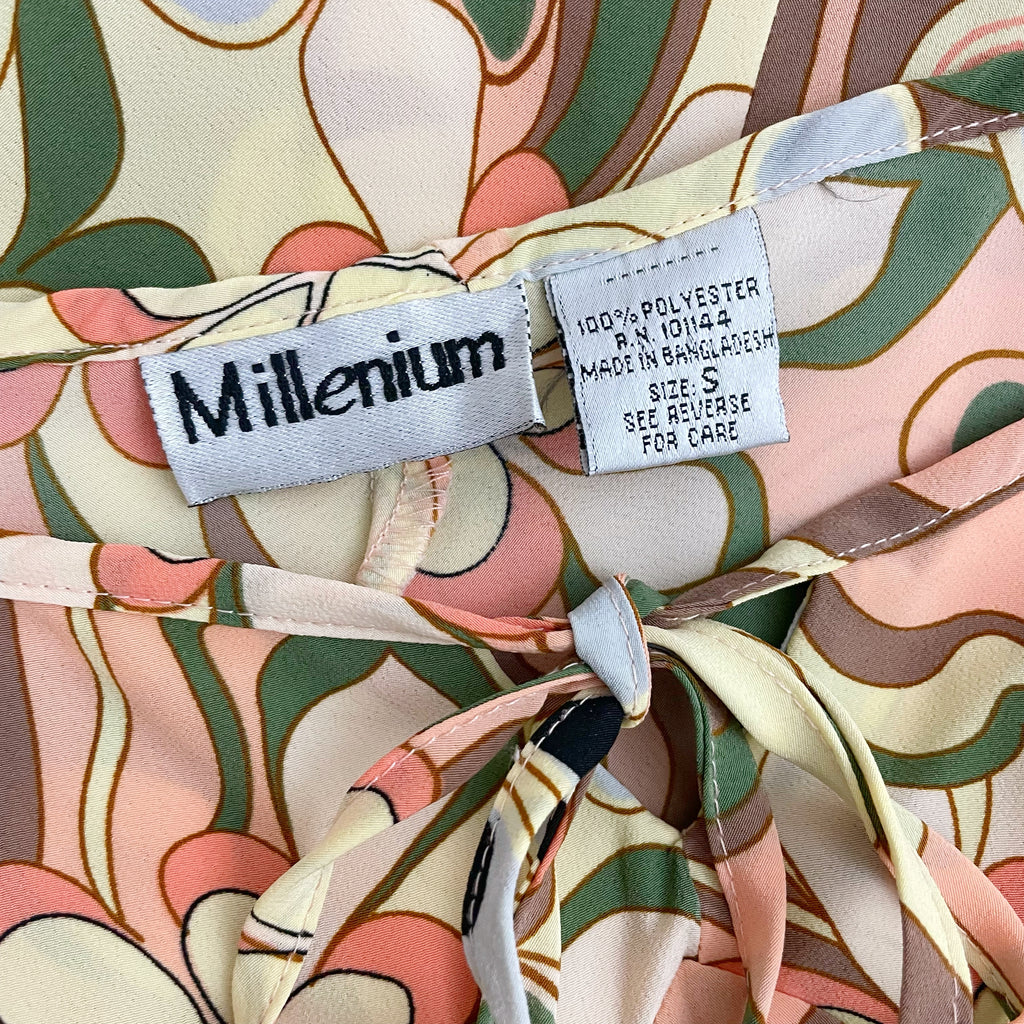 Millenium
100% POLYESTER
R.N. 101144
MADE IN BANGLADESH
SIZE: S
SEE REVERSE
FOR CARE